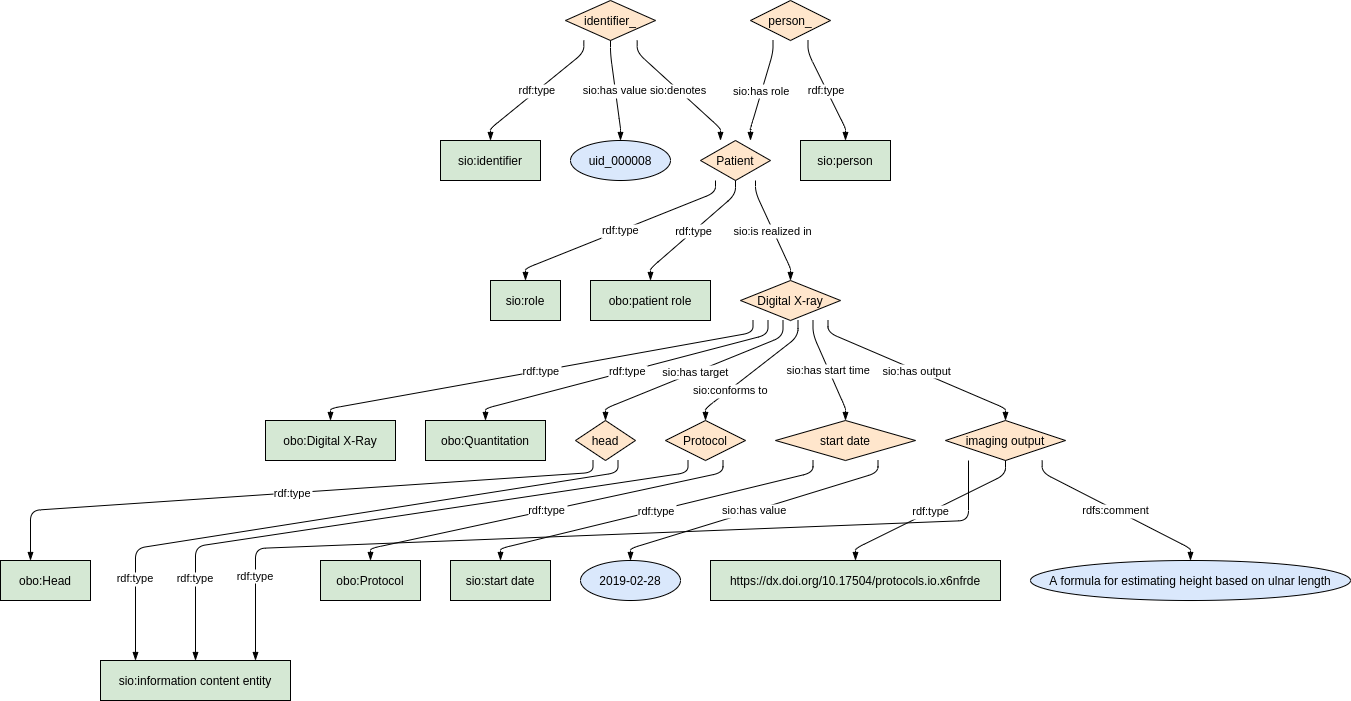 identifier_
person_
rdf:type
sio:has value
sio:denotes
sio:has role
rdf:type
sio:identifier
uid_000008
Patient
sio:person
rdf:type
rdf:type
sio:is realized in
sio:role
obo:patient role
Digital X-ray
rdf:type
rdf:type
sio:has target
sio:conforms to
sio:has start time
sio:has output
obo:Digital X-Ray
obo:Quantitation
head
Protocol
start date
imaging output
rdf:type
rdf:type
rdf:type
sio:has value
rdf:type
rdfs:comment
obo:Head
rdf:type
rdf:type
rdf:type
obo:Protocol
sio:start date
2019-02-28
https://dx.doi.org/10.17504/protocols.io.x6nfrde
A formula for estimating height based on ulnar length
sio:information content entity